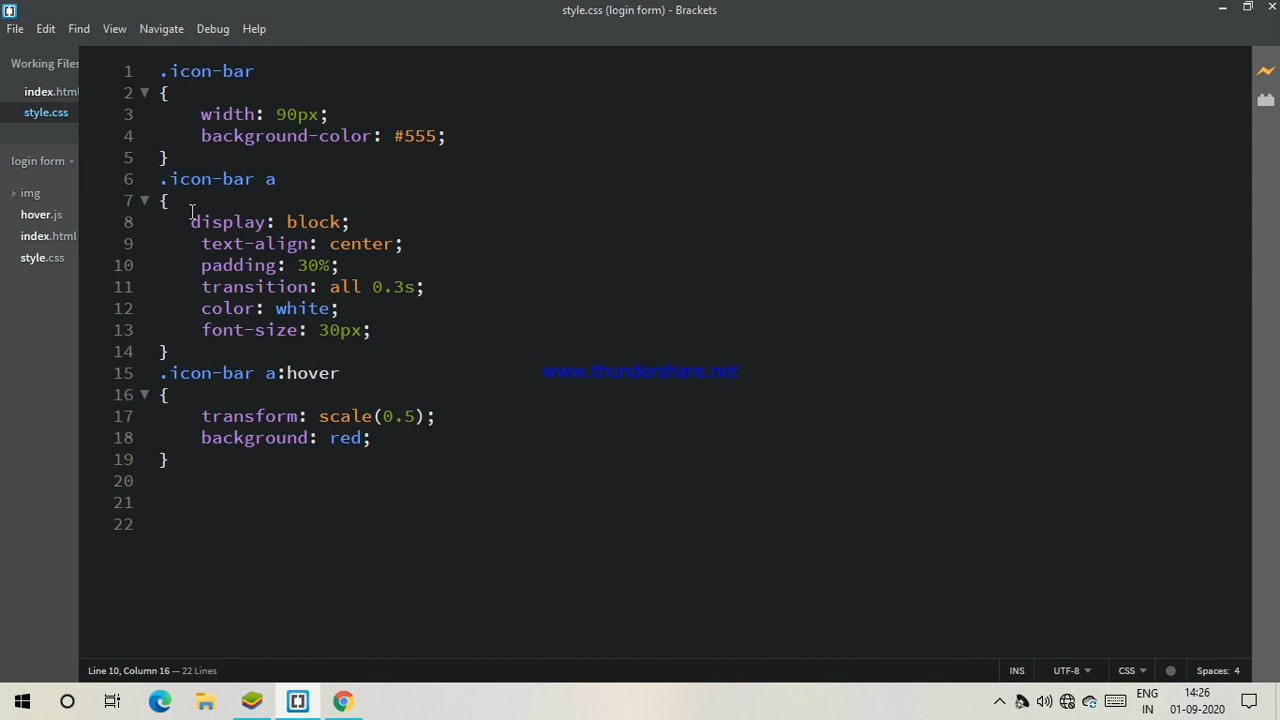 style.css (login form) - Brackets
File Edit Find View Navigate Debug Help
Working Files
index.html
style.css
login form
img
hover.js
index.html
style.css
1 .icon-bar
2 {
3 width: 90px;
4 background-color: #555;
5 }
6 .icon-bar a
7 {
8 display: block;
9 text-align: center;
10 padding: 30%;
11 transition: all 0.3s;
12 color: white;
13 font-size: 30px;
14 }
15 .icon-bar a:hover
16 {
17 transform: scale(0.5);
18 background: red;
19 }
20
21
22
www.thundershare.net
Line 10, Column 16 — 22 Lines
INS UTF-8 CSS Spaces: 4
ENG 14:26
IN 01-09-2020